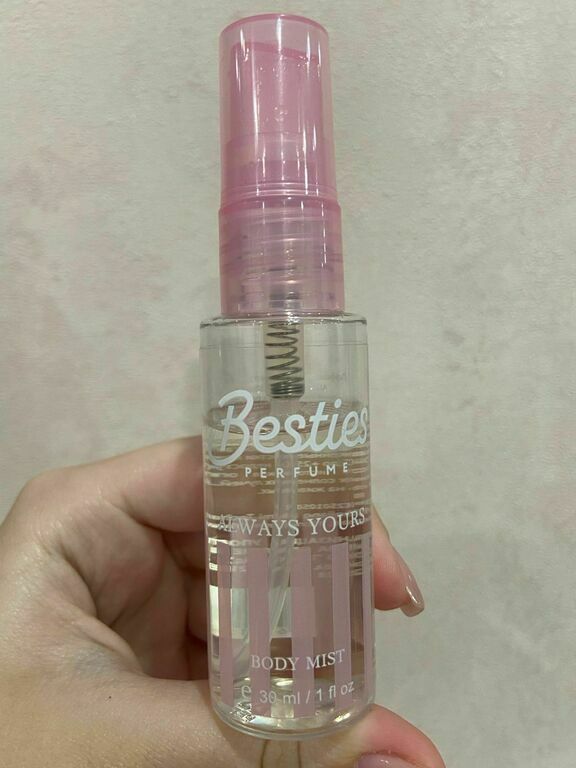 Besties
PERFUME
ALWAYS YOURS
BODY MIST
e 30 ml / 1 fl oz